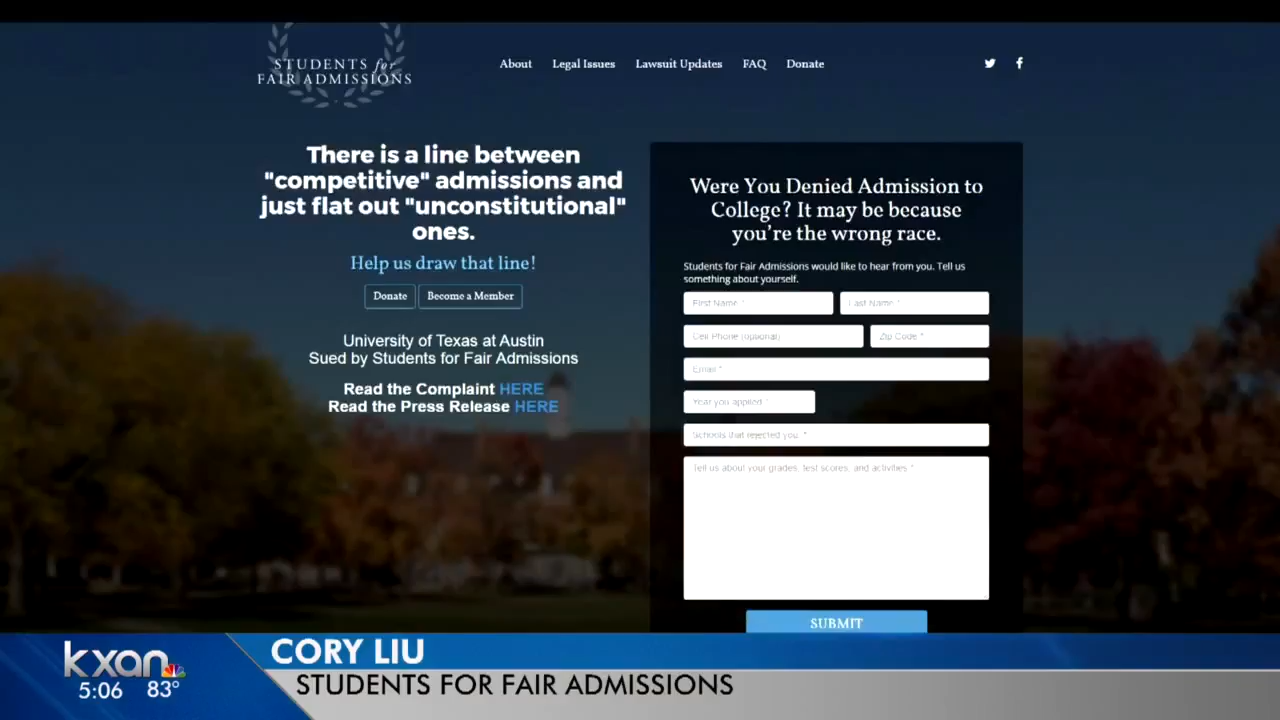 STUDENTS for
FAIR ADMISSIONS
About Legal Issues Lawsuit Updates FAQ Donate
There is a line between
"competitive" admissions and
just flat out "unconstitutional"
ones.
Help us draw that line!
Donate Become a Member
University of Texas at Austin
Sued by Students for Fair Admissions
Read the Complaint HERE
Read the Press Release HERE
Were You Denied Admission to
College? It may be because
you're the wrong race.
Students for Fair Admissions would like to hear from you. Tell us
something about yourself.
First Name * Last Name *
Cell Phone (optional) Zip Code *
Email *
Year you applied *
Schools that rejected you. *
Tell us about your grades, test scores, and activities *
SUBMIT
kxan
5:06 83°
CORY LIU
STUDENTS FOR FAIR ADMISSIONS